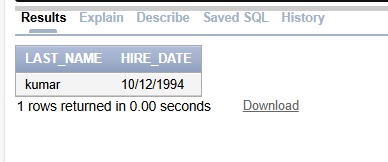 Results Explain Describe Saved SQL History
LAST_NAME HIRE_DATE
kumar 10/12/1994
1 rows returned in 0.00 seconds Download